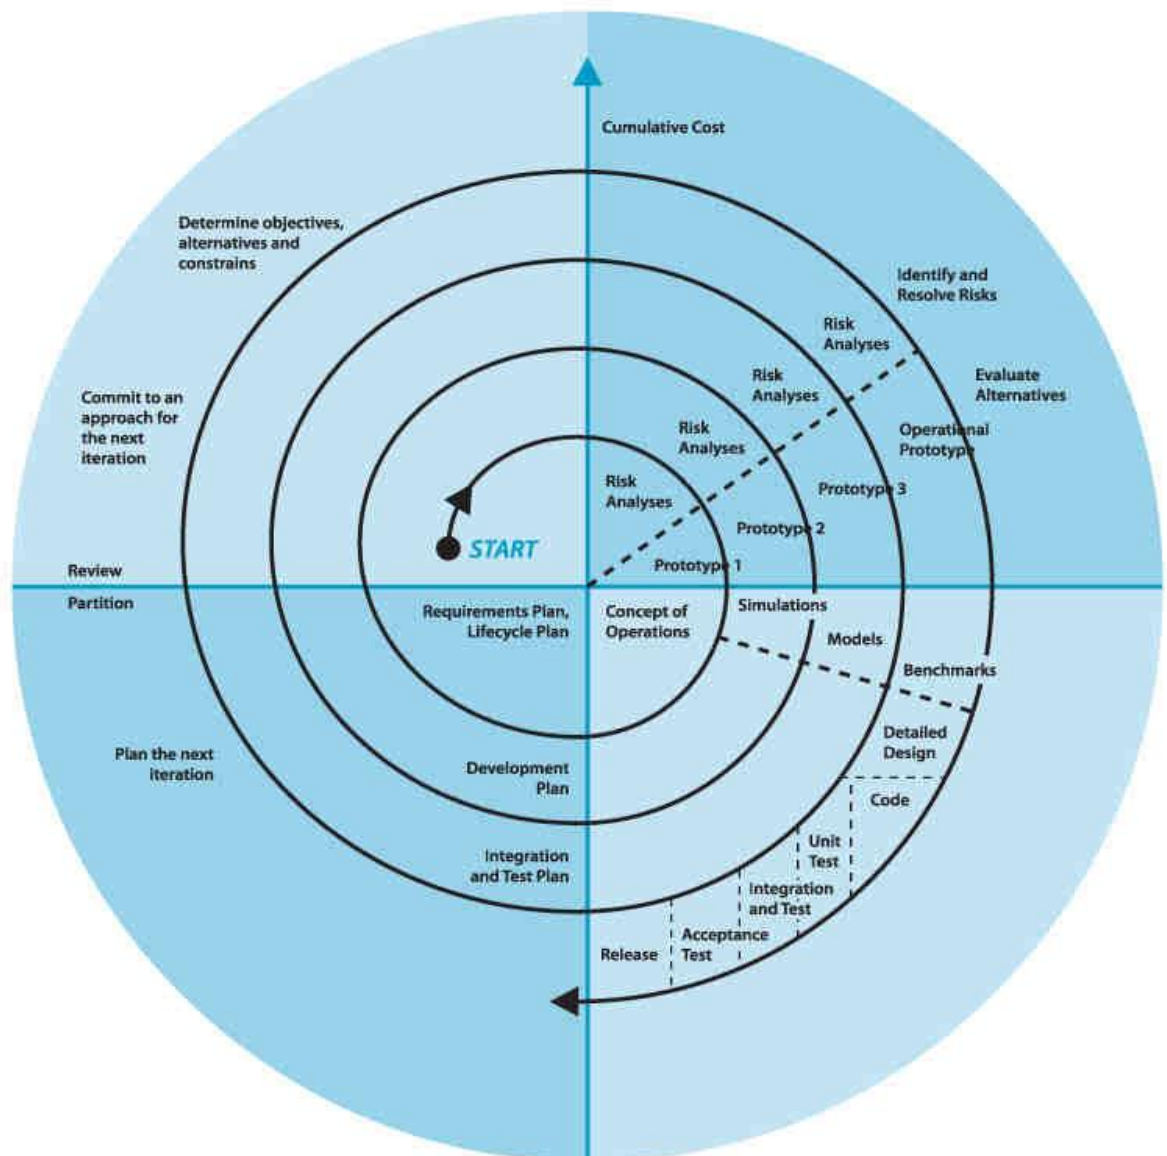 Cumulative Cost
Determine objectives,
alternatives and
constrains
Identify and
Resolve Risks
Risk
Analyses
Risk
Analyses
Evaluate
Alternatives
Commit to an
approach for
the next
iteration
Risk
Analyses
Operational
Prototype
Risk
Analyses
Prototype 3
Prototype 2
START
Prototype 1
Review
Partition
Requirements Plan,
Lifecycle Plan
Concept of
Operations
Simulations
Models
Benchmarks
Plan the next
iteration
Development
Plan
Detailed
Design
Code
Integration
and Test Plan
Unit
Test
Integration
and Test
Acceptance
Test
Release